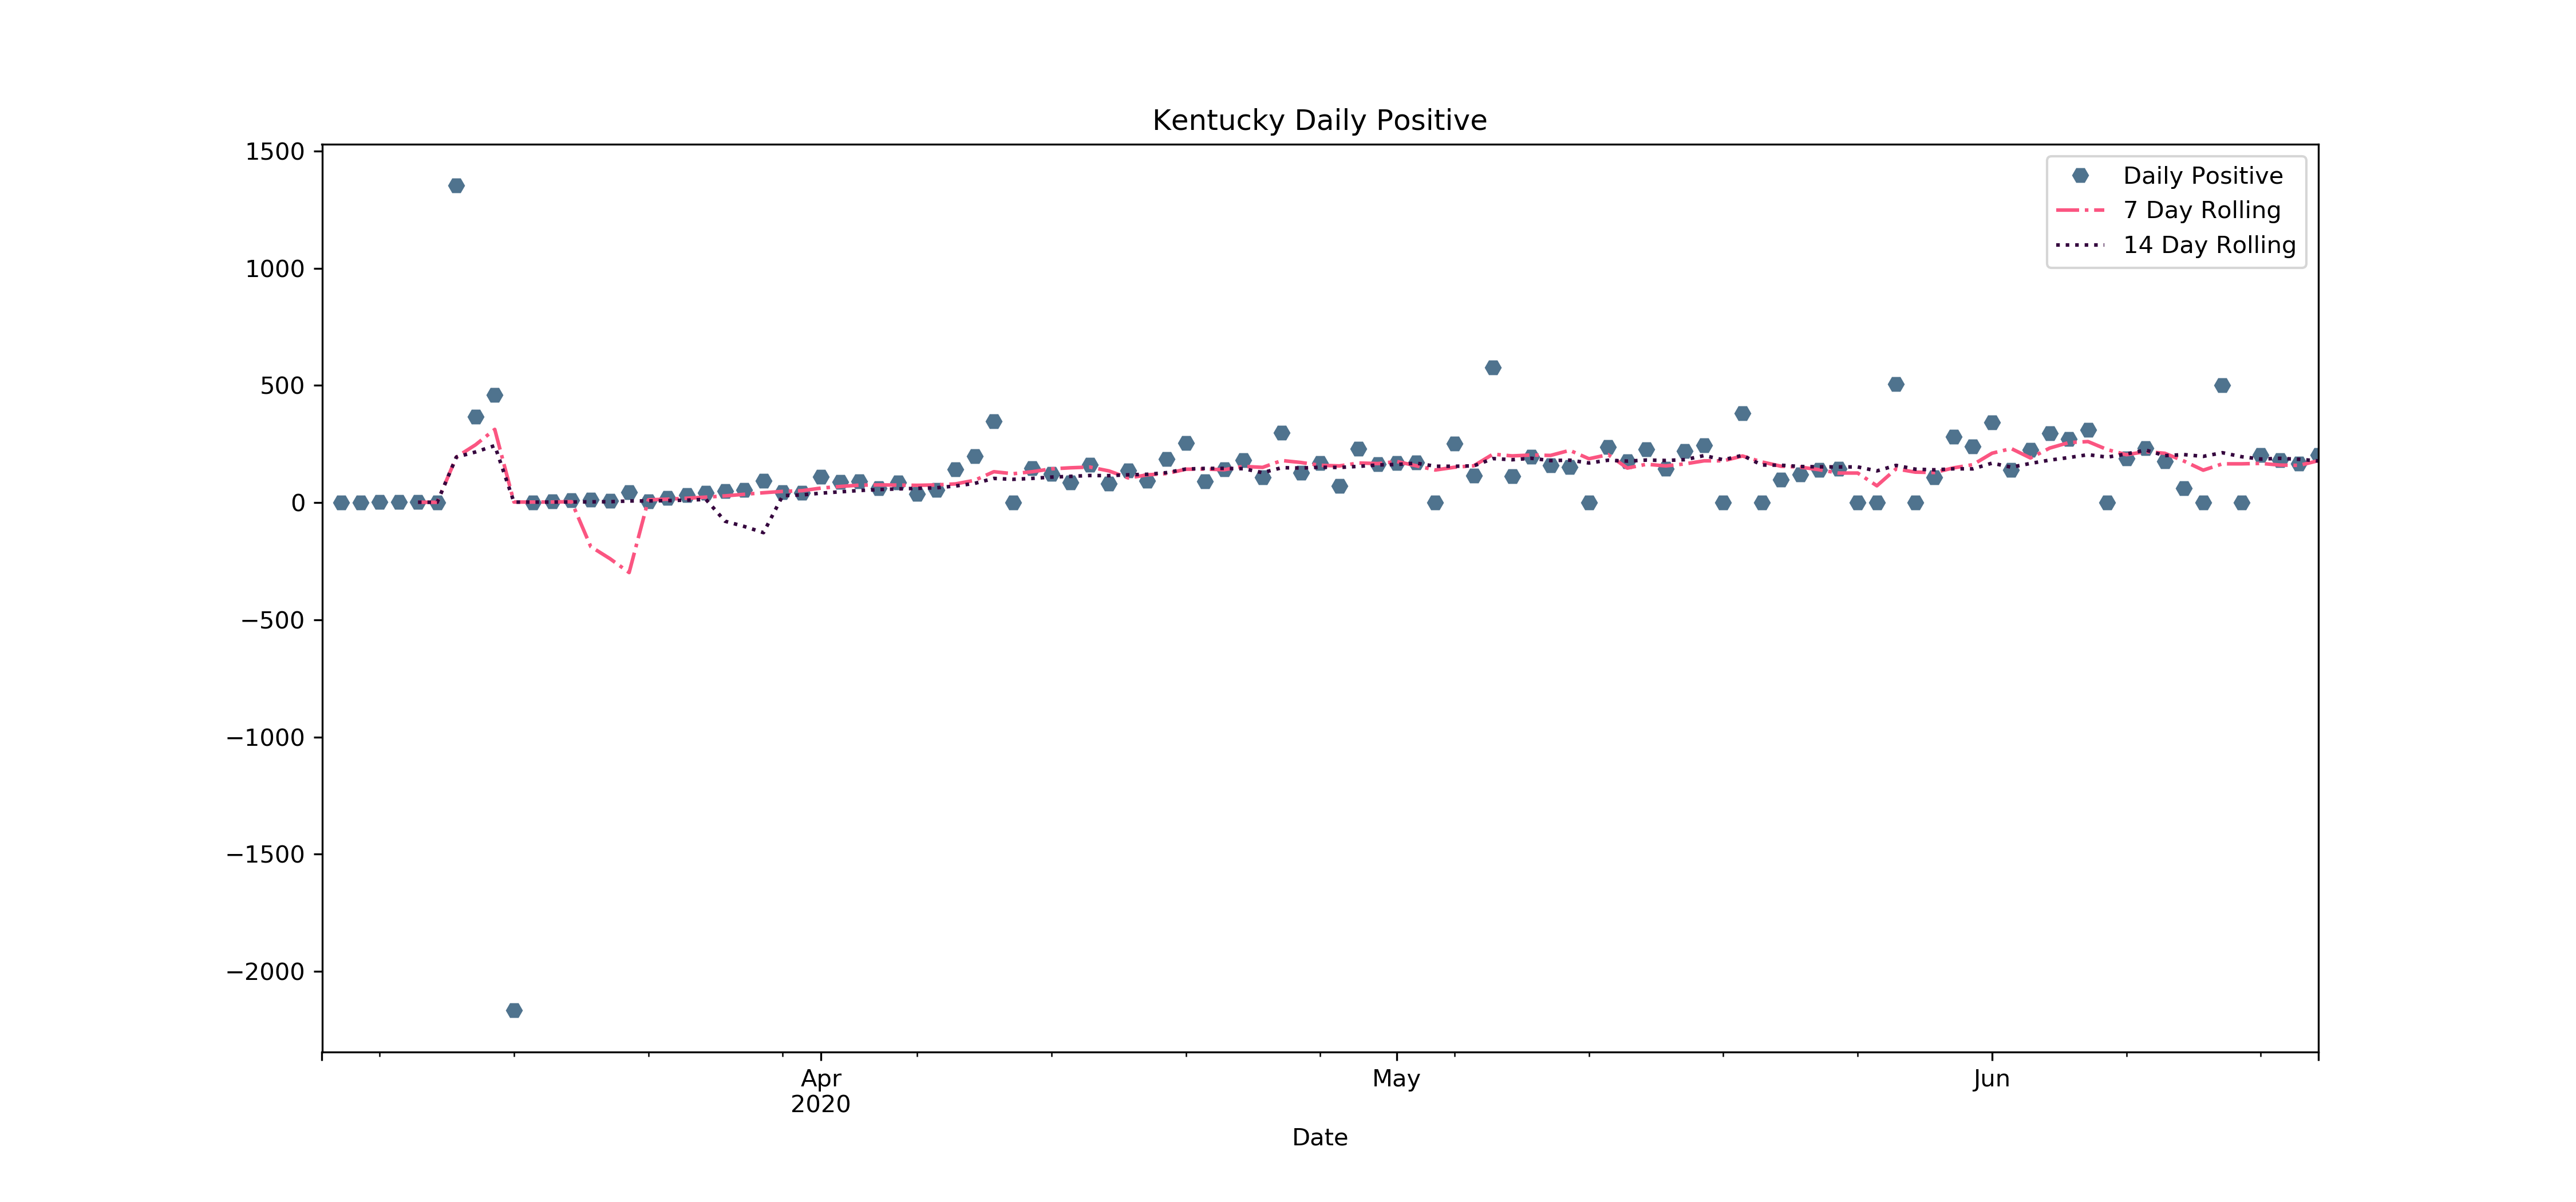 Kentucky Daily Positive
1500
1000
500
0
−500
−1000
−1500
−2000
Daily Positive
7 Day Rolling
14 Day Rolling
Apr
2020
May
Jun
Date